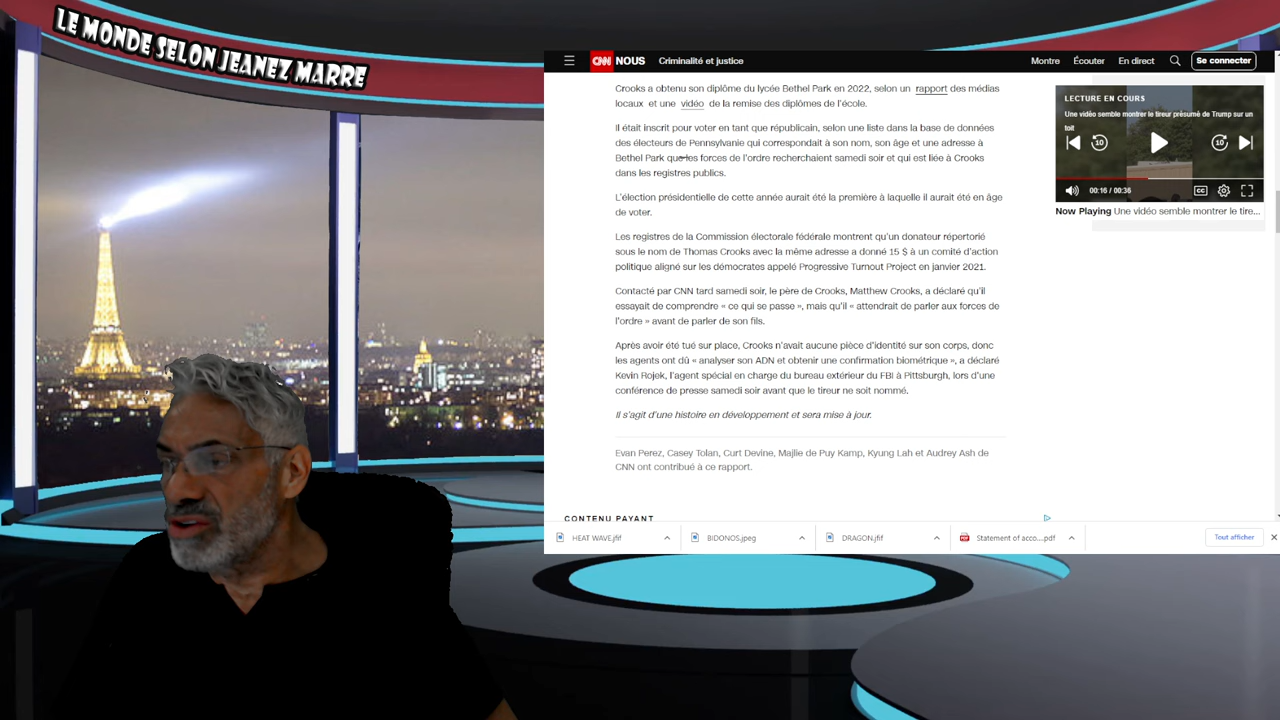 LE MONDE SELON JEANEZ MARRE
CNN NOUS Criminalité et justice Montre Écouter En direct Se connecter
Crooks a obtenu son diplôme du lycée Bethel Park en 2022, selon un rapport des médias
locaux et une vidéo de la remise des diplômes de l'école.
Il était inscrit pour voter en tant que républicain, selon une liste dans la base de données
des électeurs de Pennsylvanie qui correspondait à son nom, son âge et une adresse à
Bethel Park que les forces de l'ordre recherchaient samedi soir et qui est liée à Crooks
dans les registres publics.
L'élection présidentielle de cette année aurait été la première à laquelle il aurait été en âge
de voter.
Les registres de la Commission électorale fédérale montrent qu'un donateur répertorié
sous le nom de Thomas Crooks avec la même adresse a donné 15 $ à un comité d'action
politique aligné sur les démocrates appelé Progressive Turnout Project en janvier 2021.
Contacté par CNN tard samedi soir, le père de Crooks, Matthew Crooks, a déclaré qu'il
essayait de comprendre « ce qui se passe », mais qu'il « attendrait de parler aux forces de
l'ordre » avant de parler de son fils.
Après avoir été tué sur place, Crooks n'avait aucune pièce d'identité sur son corps, donc
les agents ont dû « analyser son ADN et obtenir une confirmation biométrique », a déclaré
Kevin Rojek, l'agent spécial en charge du bureau extérieur du FBI à Pittsburgh, lors d'une
conférence de presse samedi soir avant que le tireur ne soit nommé.
Il s'agit d'une histoire en développement et sera mise à jour.
Evan Perez, Casey Tolan, Curt Devine, Majlie de Puy Kamp, Kyung Lah et Audrey Ash de
CNN ont contribué à ce rapport.
CONTENU PAYANT
LECTURE EN COURS
Une vidéo semble montrer le tireur présumé de Trump sur un
toit
10 10
00:16 / 00:36 CC
Now Playing Une vidéo semble montrer le tire...
HEAT WAVE.jfif BIDONOS.jpeg DRAGON.jfif PDF Statement of acco....pdf Tout afficher